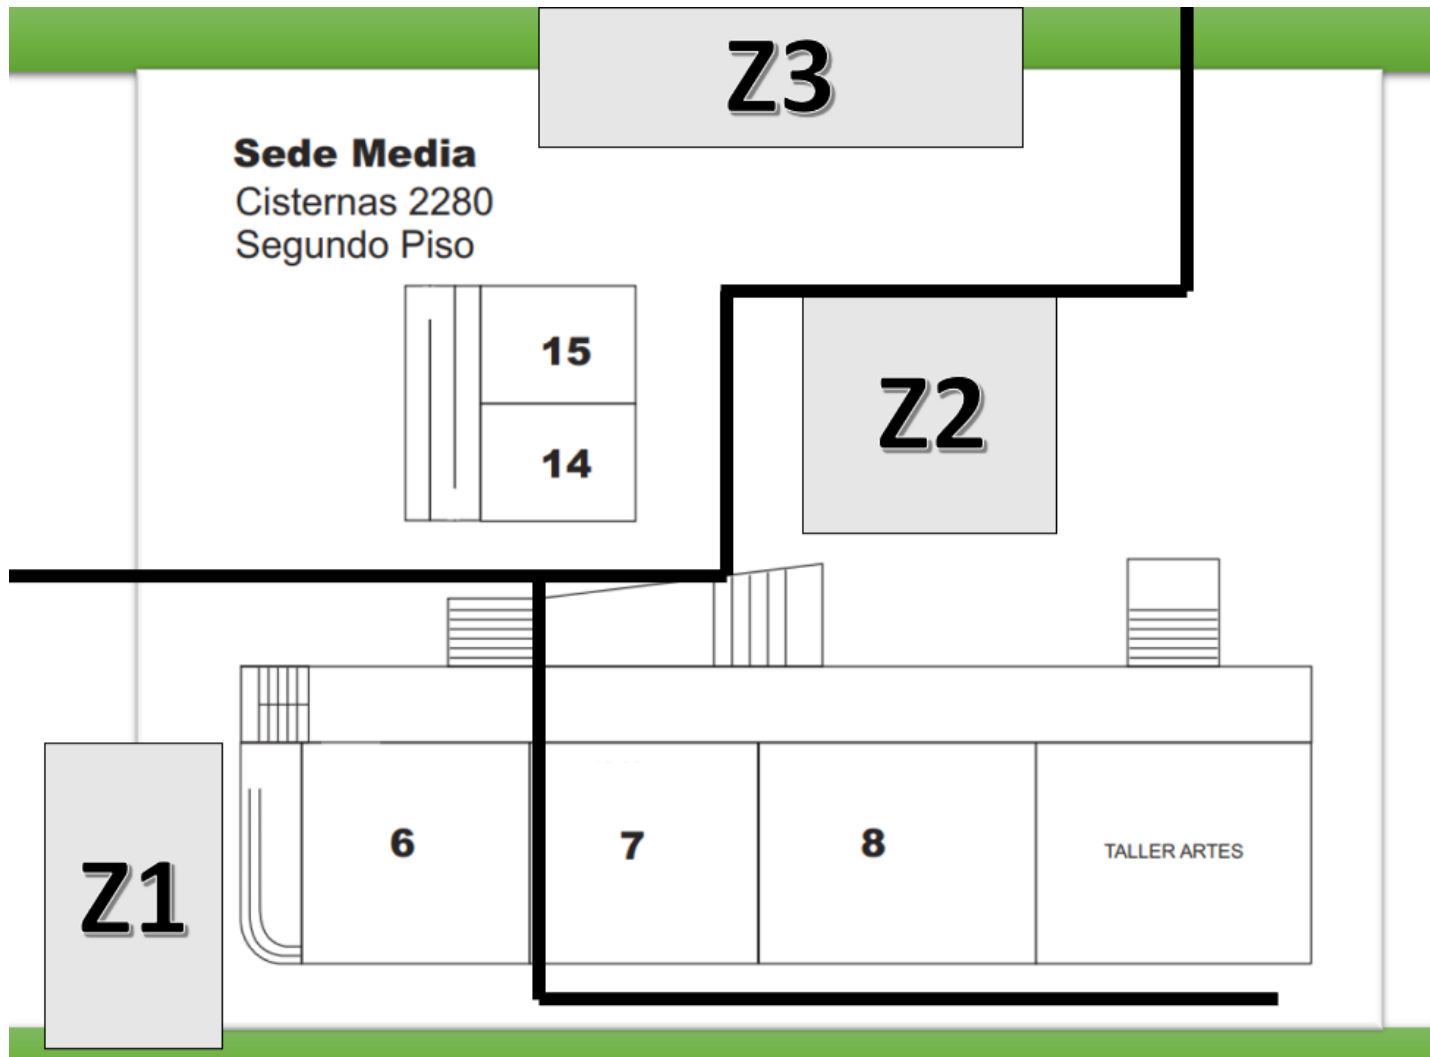 Z3
Sede Media
Cisternas 2280
Segundo Piso
15
Z2
14
6
7
8
TALLER ARTES
Z1